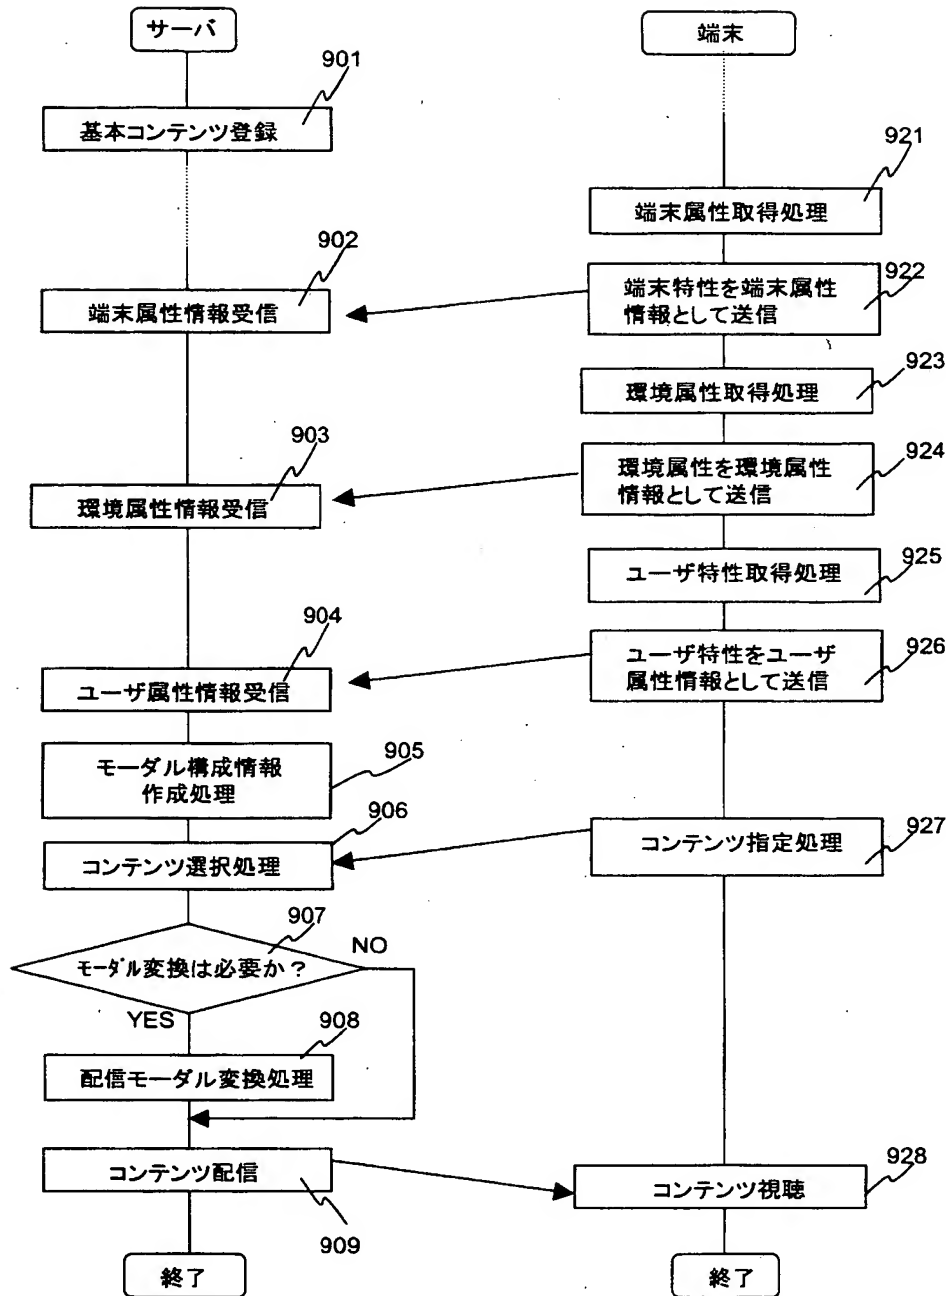 サーバ
901
基本コンテンツ登録
902
端末属性情報受信
903
環境属性情報受信
904
ユーザ属性情報受信
905
モーダル構成情報
作成処理
906
コンテンツ選択処理
907
モーダル変換は必要か？
NO
YES
908
配信モーダル変換処理
コンテンツ配信
909
終了
端末
921
端末属性取得処理
922
端末特性を端末属性
情報として送信
923
環境属性取得処理
924
環境属性を環境属性
情報として送信
925
ユーザ特性取得処理
926
ユーザ特性をユーザ
属性情報として送信
927
コンテンツ指定処理
928
コンテンツ視聴
終了